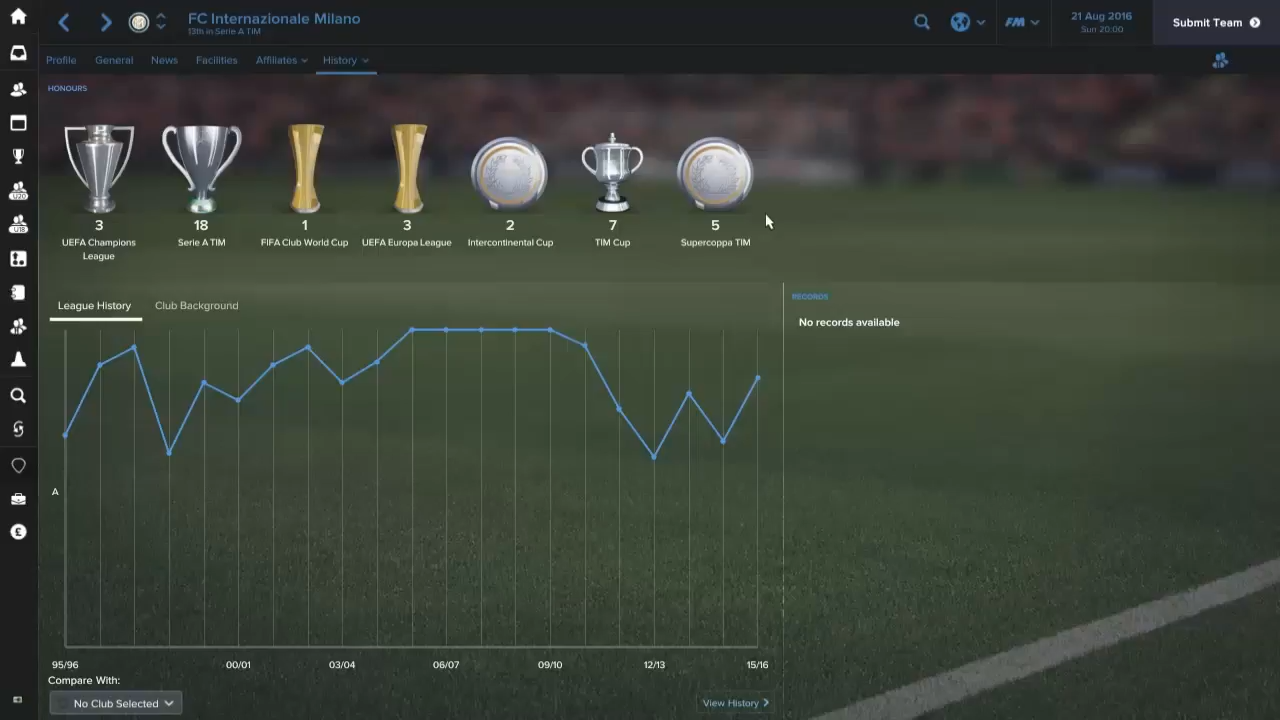 FC Internazionale Milano
13th in Serie A TIM
FM
21 Aug 2016
Sun 20:00
Submit Team
Profile
General
News
Facilities
Affiliates
History
HONOURS
U20
U18
3
UEFA Champions
League
18
Serie A TIM
1
FIFA Club World Cup
3
UEFA Europa League
2
Intercontinental Cup
7
TIM Cup
5
Supercoppa TIM
League History
Club Background
RECORDS
No records available
A
95/96
00/01
03/04
06/07
09/10
12/13
15/16
Compare With:
No Club Selected
View History